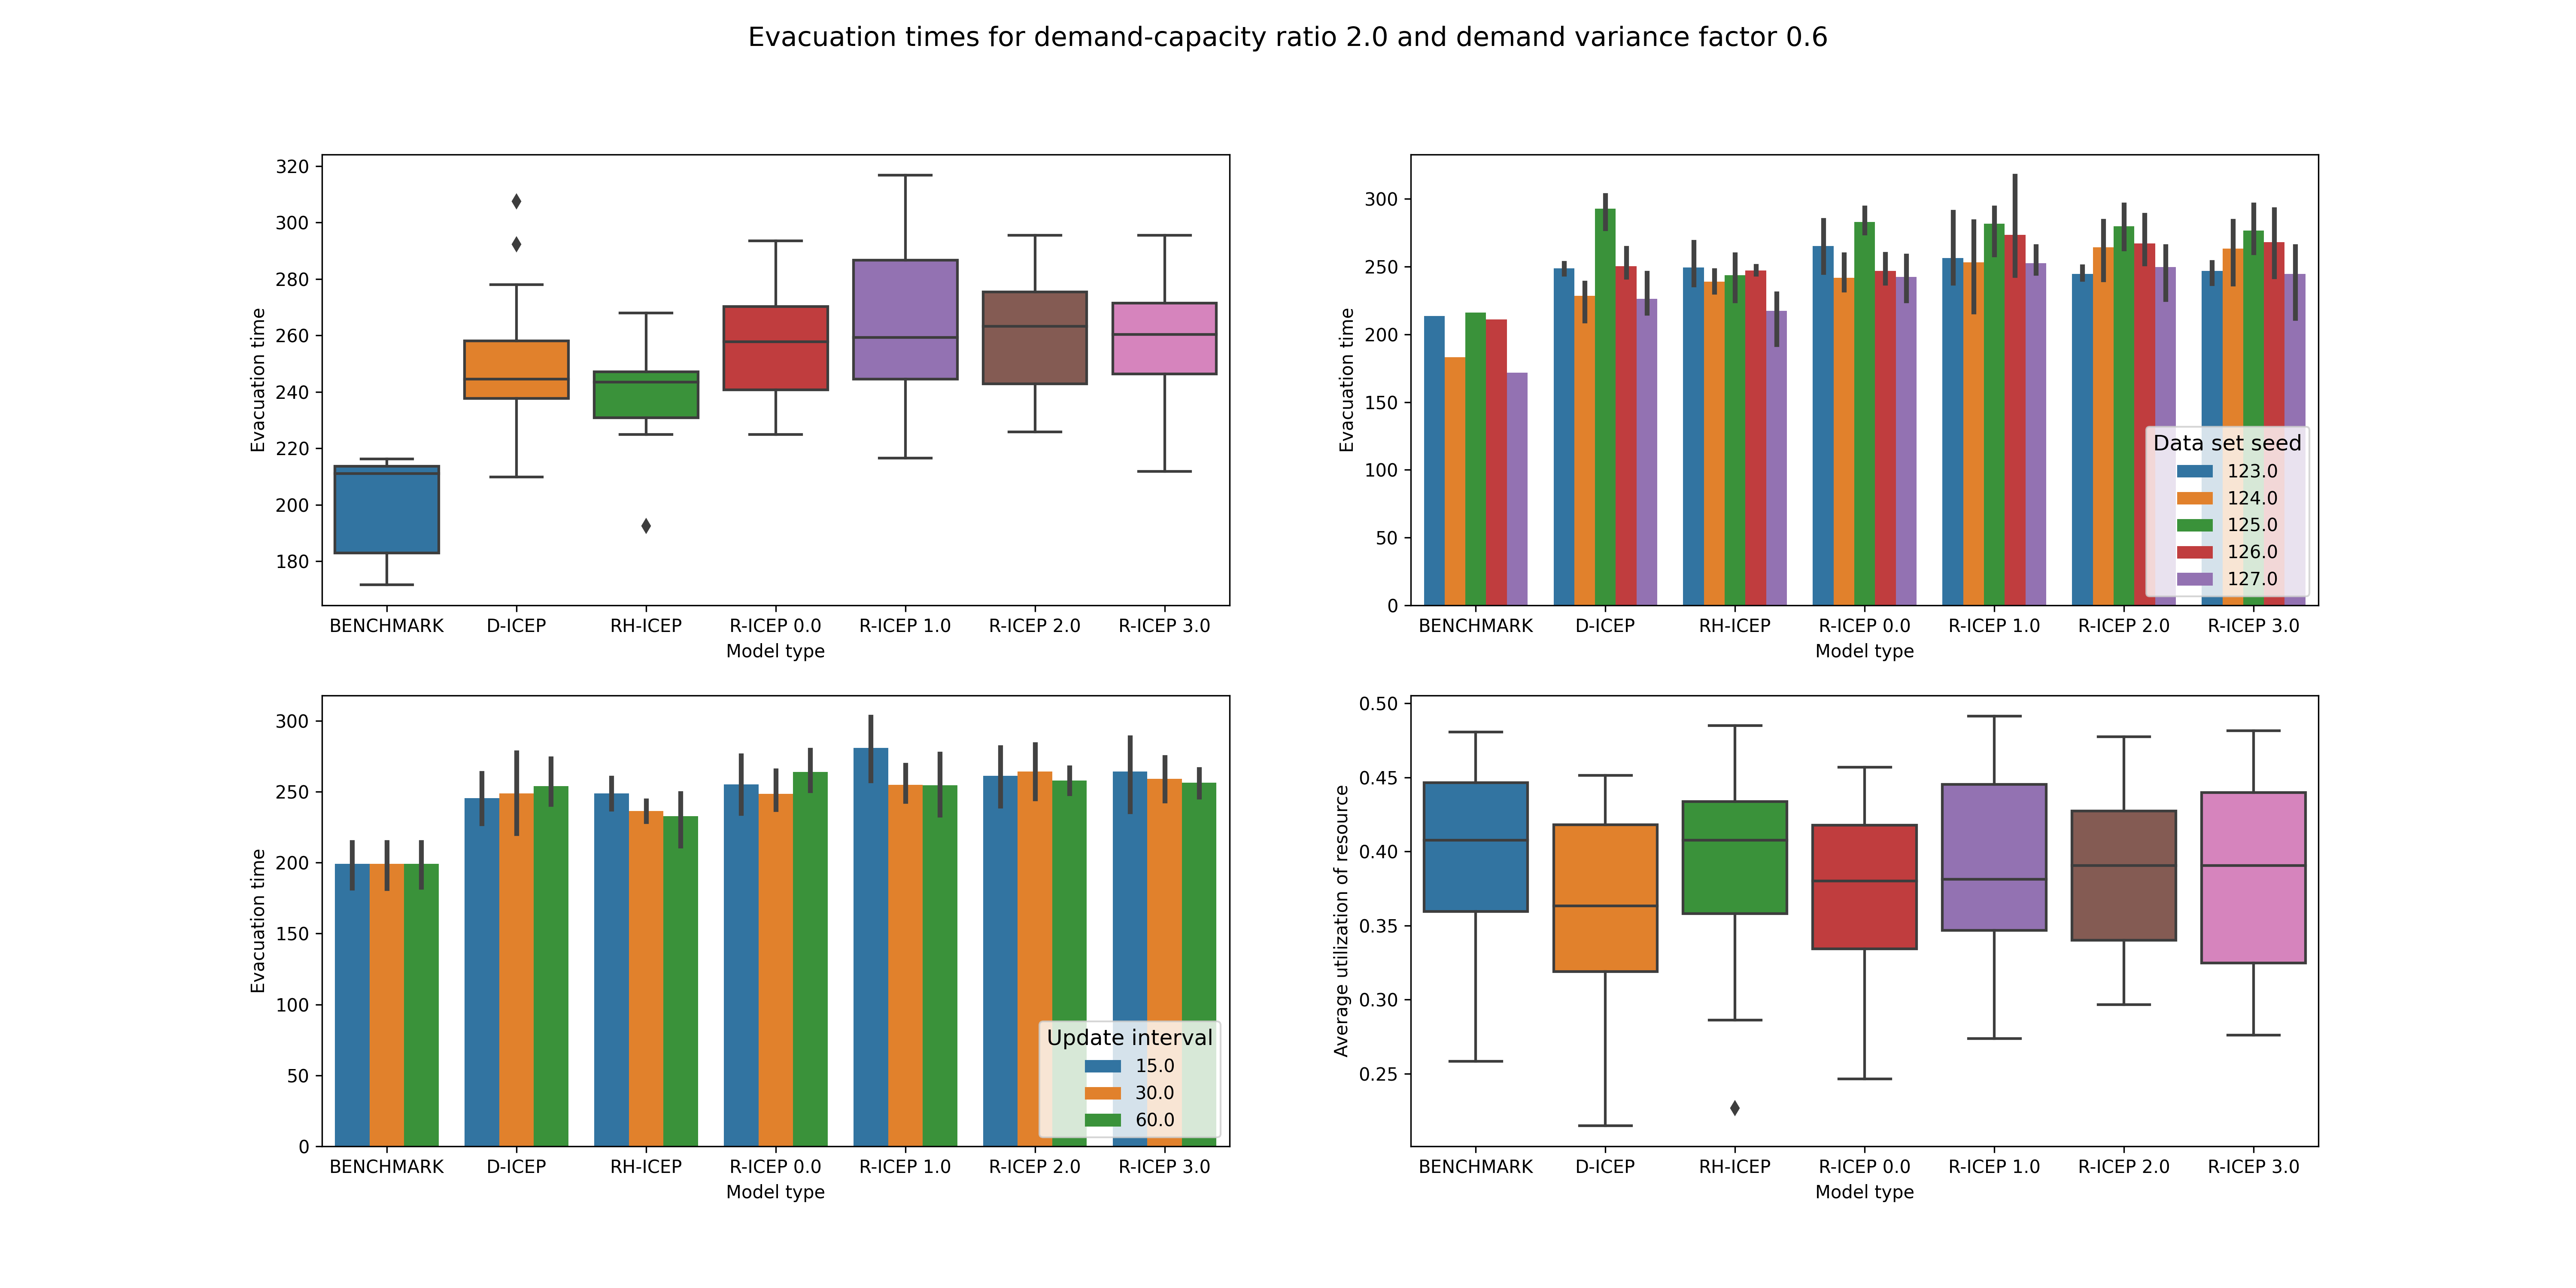 Evacuation times for demand-capacity ratio 2.0 and demand variance factor 0.6
320
300
280
260
240
220
200
180
Evacuation time
BENCHMARK D-ICEP RH-ICEP R-ICEP 0.0 R-ICEP 1.0 R-ICEP 2.0 R-ICEP 3.0
Model type
300
250
200
150
100
50
0
Evacuation time
Data set seed
123.0
124.0
125.0
126.0
127.0
BENCHMARK D-ICEP RH-ICEP R-ICEP 0.0 R-ICEP 1.0 R-ICEP 2.0 R-ICEP 3.0
Model type
300
250
200
150
100
50
0
Evacuation time
Update interval
15.0
30.0
60.0
BENCHMARK D-ICEP RH-ICEP R-ICEP 0.0 R-ICEP 1.0 R-ICEP 2.0 R-ICEP 3.0
Model type
0.50
0.45
0.40
0.35
0.30
0.25
Average utilization of resource
BENCHMARK D-ICEP RH-ICEP R-ICEP 0.0 R-ICEP 1.0 R-ICEP 2.0 R-ICEP 3.0
Model type